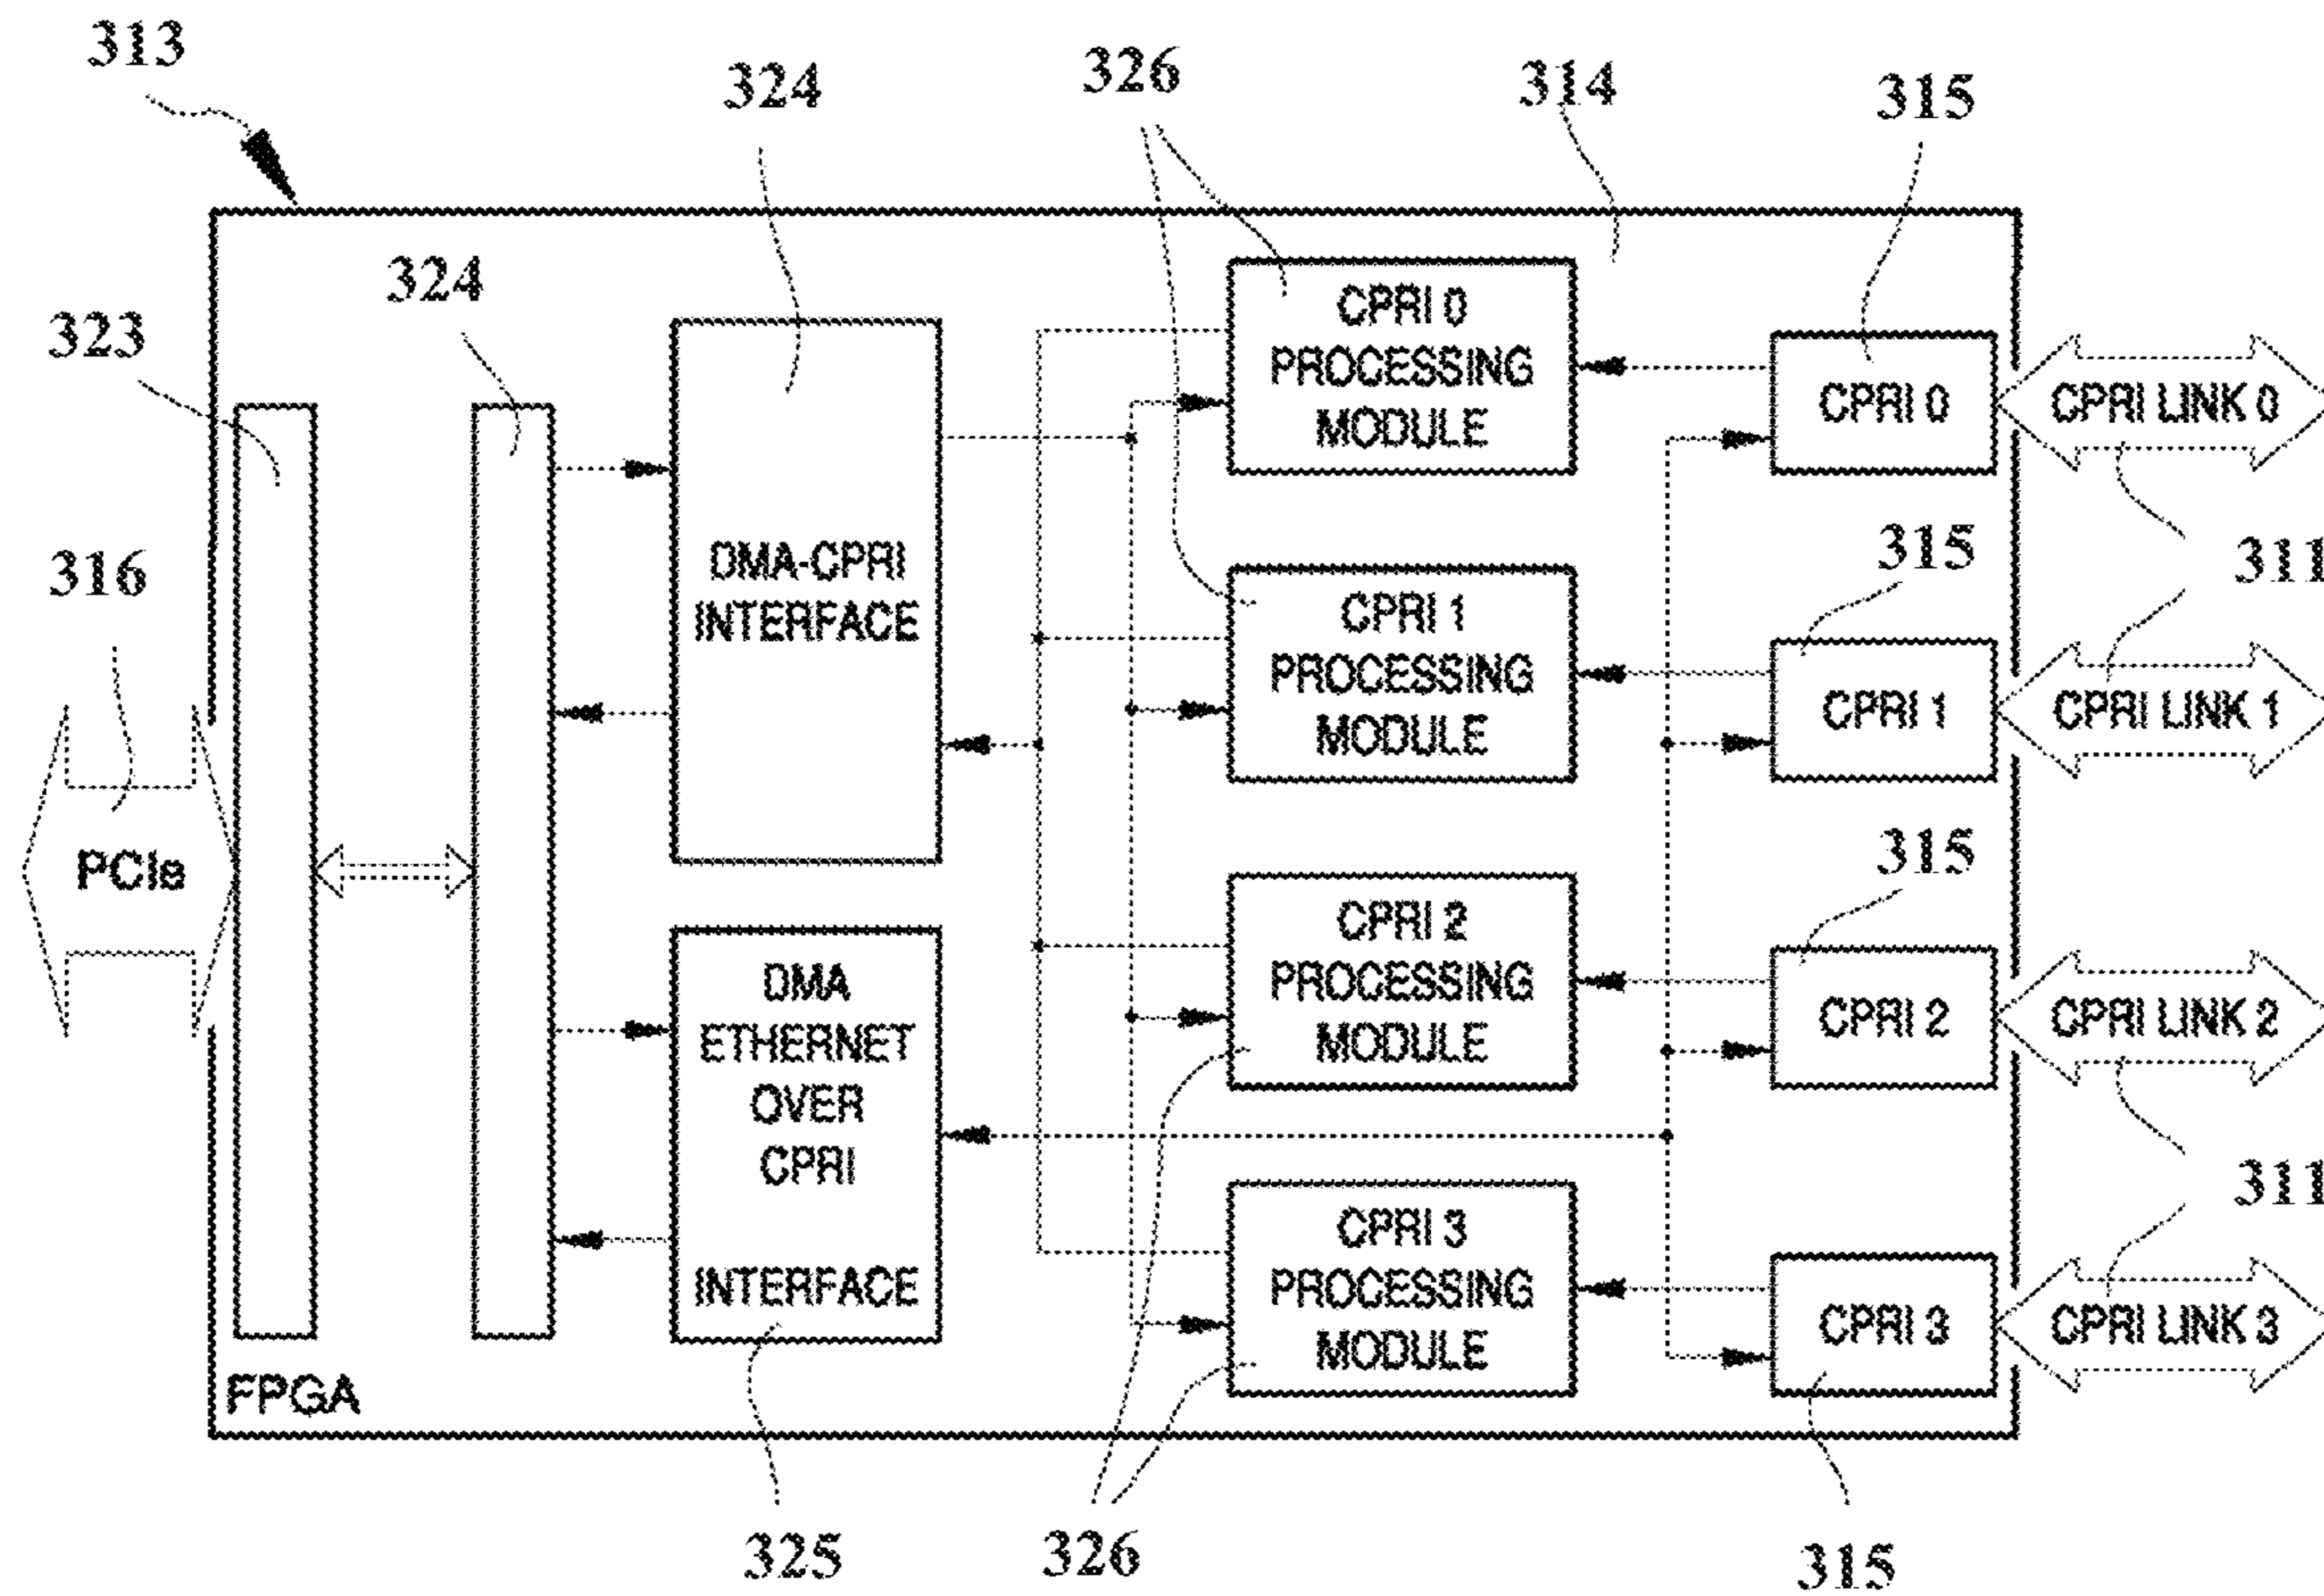 313
324
326
314
315
324
323
316
PCIe
FPGA
DMA-CPRI
INTERFACE
DMA
ETHERNET
OVER
CPRI
INTERFACE
325
CPRI 0
PROCESSING
MODULE
CPRI 1
PROCESSING
MODULE
CPRI 2
PROCESSING
MODULE
CPRI 3
PROCESSING
MODULE
326
CPRI 0
315
CPRI 1
315
CPRI 2
CPRI 3
315
CPRI LINK 0
311
CPRI LINK 1
CPRI LINK 2
311
CPRI LINK 3